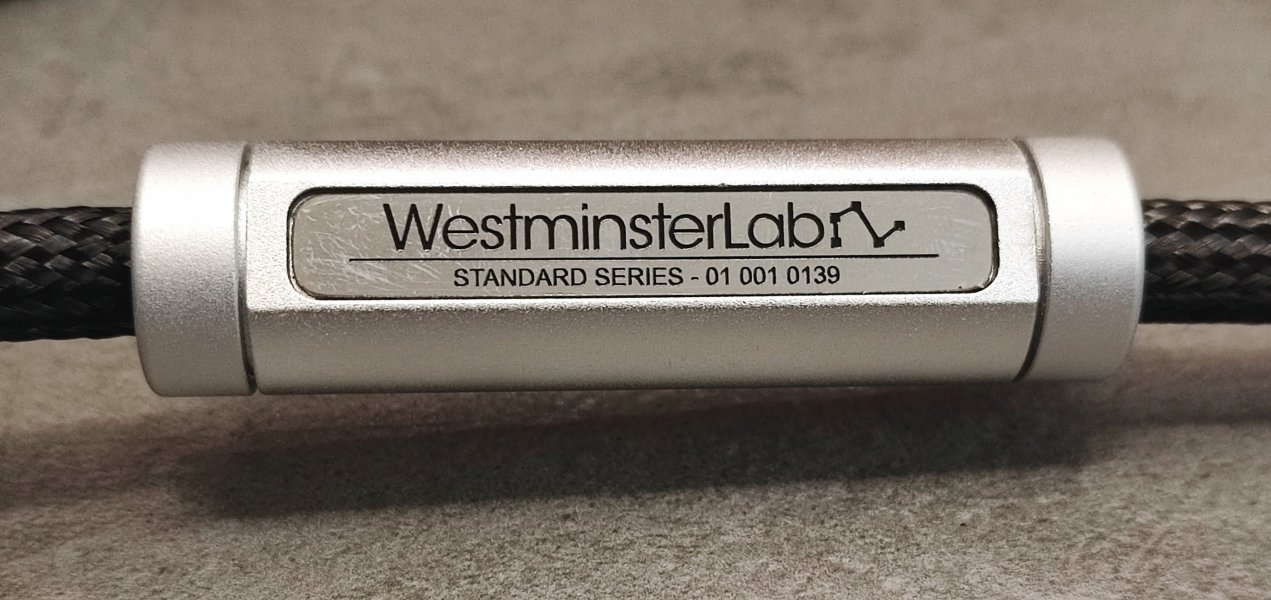 WestminsterLab
STANDARD SERIES - 01 001 0139